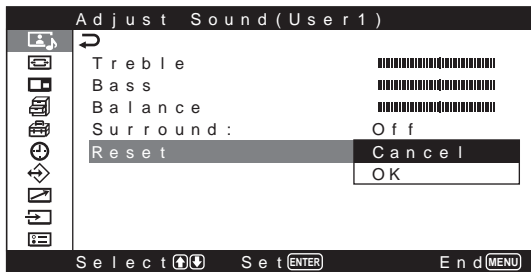 Adjust Sound(User1)
Treble
Bass
Balance
Surround: Off
Reset Cancel
OK
Select Set ENTER End MENU